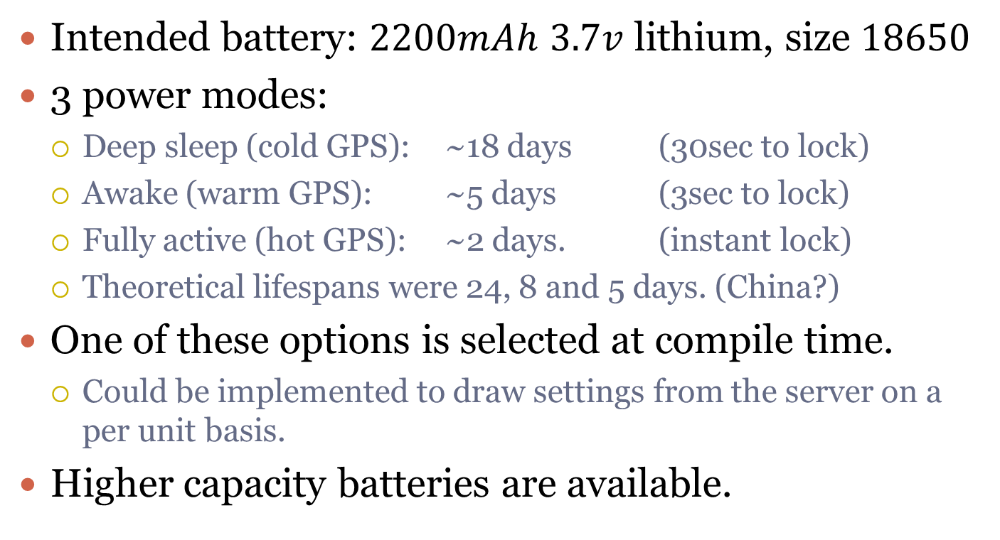 • Intended battery: 2200mAh 3.7v lithium, size 18650
• 3 power modes:
○ Deep sleep (cold GPS): ~18 days (30sec to lock)
○ Awake (warm GPS): ~5 days (3sec to lock)
○ Fully active (hot GPS): ~2 days. (instant lock)
○ Theoretical lifespans were 24, 8 and 5 days. (China?)
• One of these options is selected at compile time.
○ Could be implemented to draw settings from the server on a
per unit basis.
• Higher capacity batteries are available.